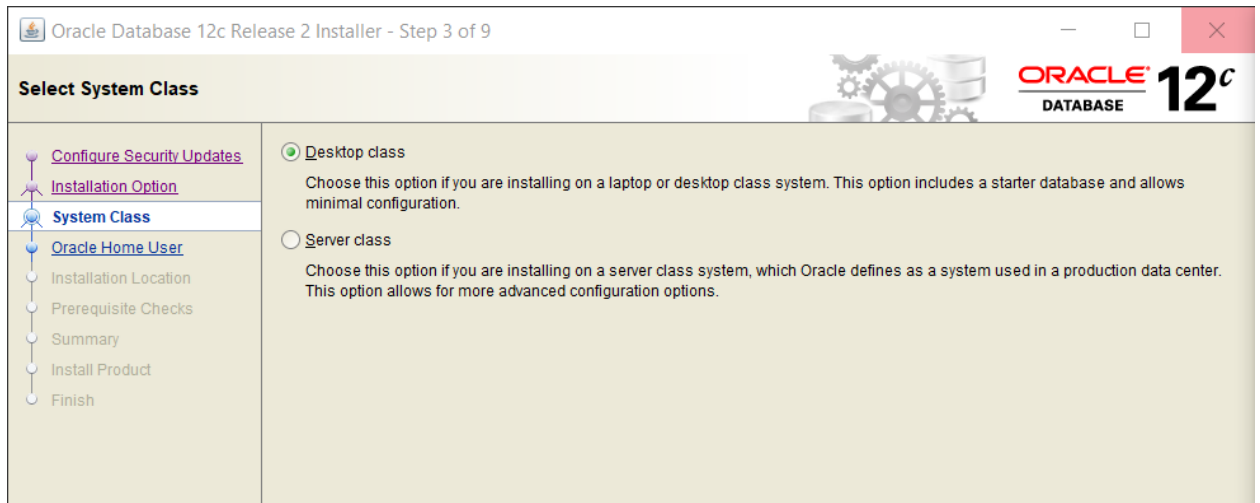 Oracle Database 12c Release 2 Installer - Step 3 of 9
Select System Class
ORACLE®
DATABASE
12c
Configure Security Updates
Installation Option
System Class
Oracle Home User
Installation Location
Prerequisite Checks
Summary
Install Product
Finish
Desktop class
Choose this option if you are installing on a laptop or desktop class system. This option includes a starter database and allows
minimal configuration.
Server class
Choose this option if you are installing on a server class system, which Oracle defines as a system used in a production data center.
This option allows for more advanced configuration options.